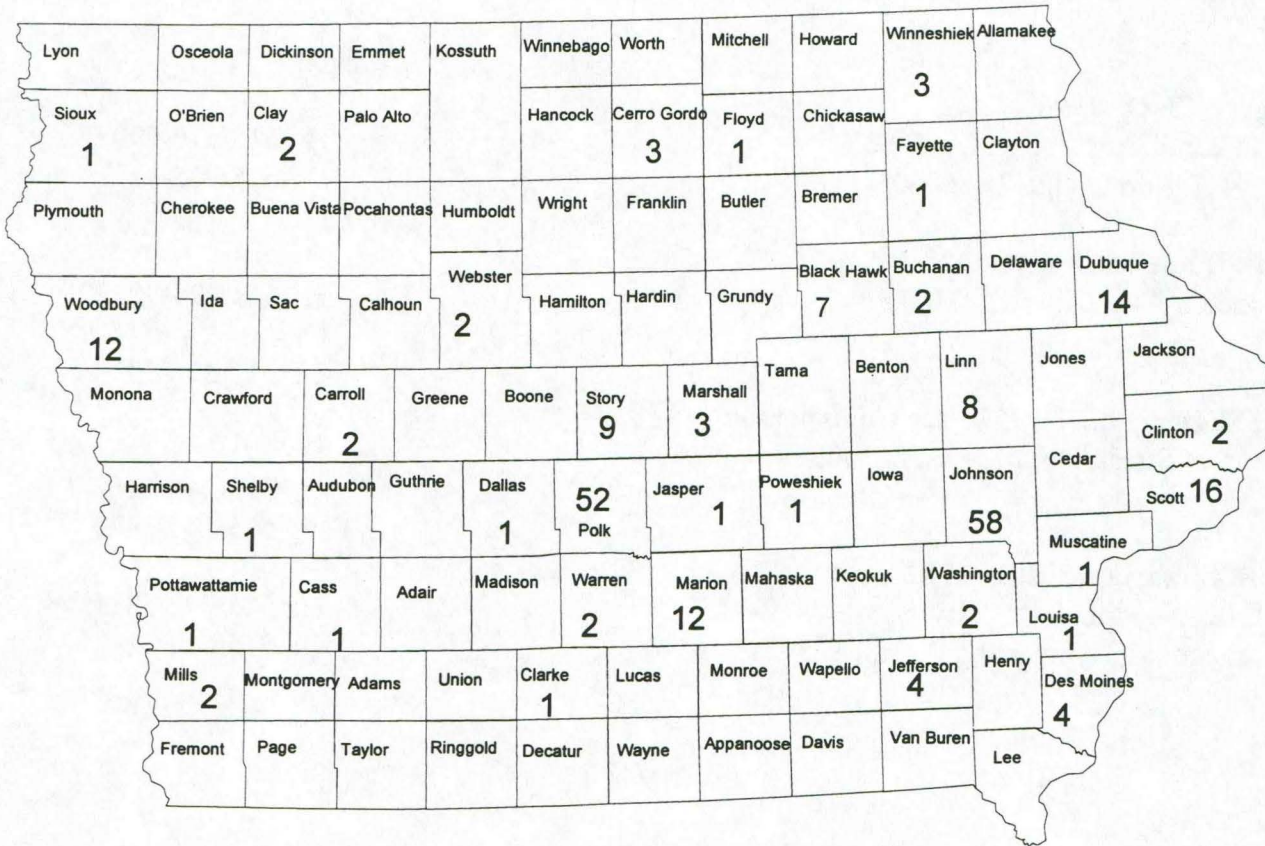 Lyon
Osceola
Dickinson
Emmet
Kossuth
Winnebago
Worth
Mitchell
Howard
Winneshiek
3
Allamakee
Sioux
1
O'Brien
Clay
2
Palo Alto
Hancock
Cerro Gordo
3
Floyd
1
Chickasaw
Fayette
1
Clayton
Plymouth
Cherokee
Buena Vista
Pocahontas
Humboldt
Wright
Franklin
Butler
Bremer
Woodbury
12
Ida
Sac
Calhoun
Webster
2
Hamilton
Hardin
Grundy
Black Hawk
7
Buchanan
2
Delaware
Dubuque
14
Monona
Crawford
Carroll
2
Greene
Boone
Story
9
Marshall
3
Tama
Benton
Linn
8
Jones
Jackson
Clinton 2
Harrison
Shelby
1
Audubon
Guthrie
Dallas
1
52
Polk
Jasper
1
Poweshiek
1
Iowa
Johnson
58
Cedar
Scott 16
Muscatine
1
Pottawattamie
1
Cass
1
Adair
Madison
Warren
2
Marion
12
Mahaska
Keokuk
Washington
2
Louisa
1
Mills
2
Montgomery
Adams
Union
Clarke
1
Lucas
Monroe
Wapello
Jefferson
4
Henry
Des Moines
4
Fremont
Page
Taylor
Ringgold
Decatur
Wayne
Appanoose
Davis
Van Buren
Lee